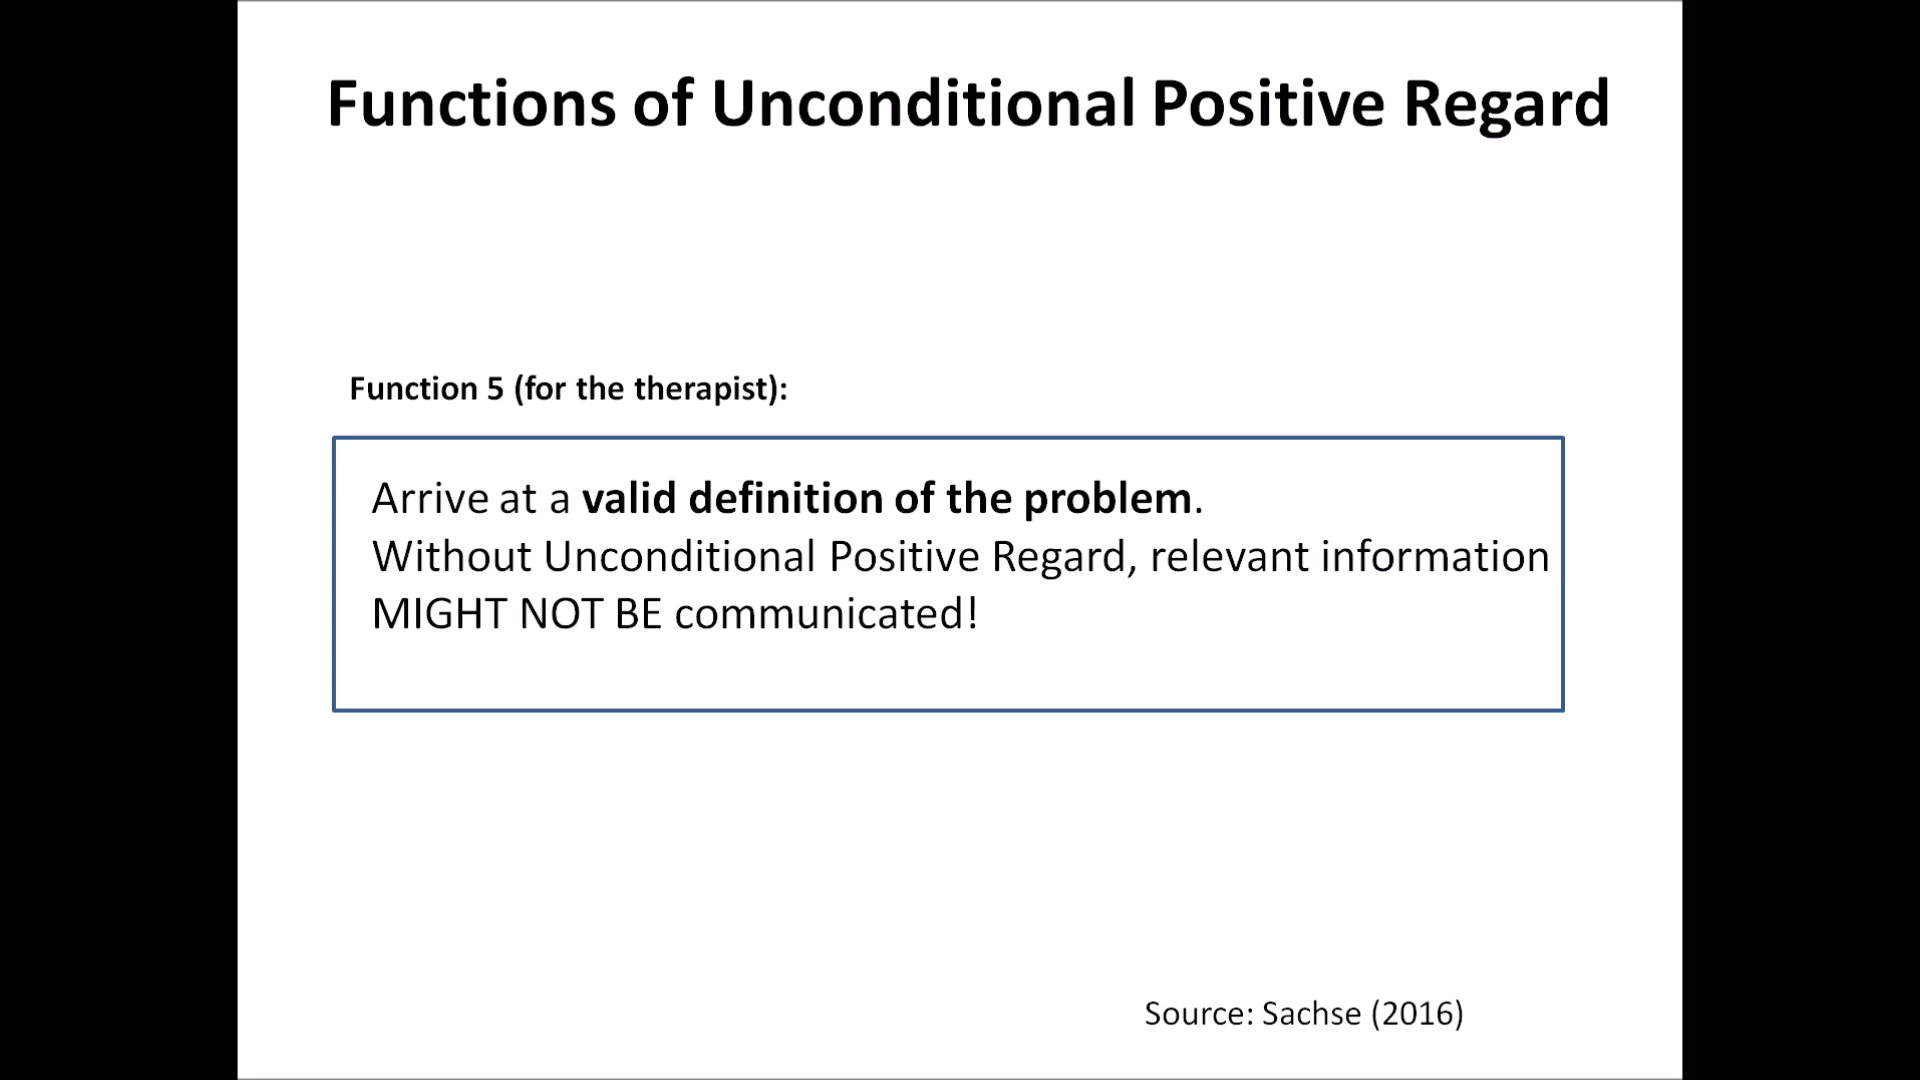 Functions of Unconditional Positive Regard
Function 5 (for the therapist):
Arrive at a valid definition of the problem.
Without Unconditional Positive Regard, relevant information
MIGHT NOT BE communicated!
Source: Sachse (2016)